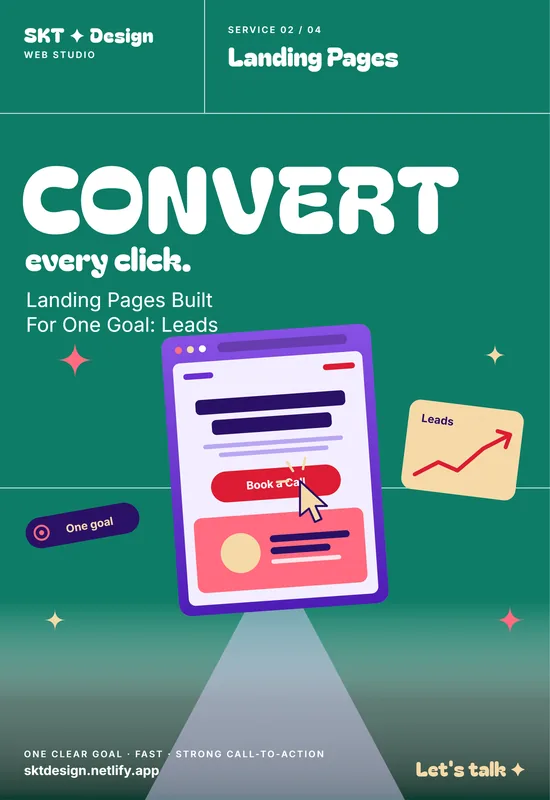 SKT ✦ Design
WEB STUDIO
SERVICE 02 / 04
Landing Pages
CONVERT
every click.
Landing Pages Built
For One Goal: Leads
Leads
Book a Call
One goal
ONE CLEAR GOAL · FAST · STRONG CALL-TO-ACTION
sktdesign.netlify.app
Let's talk ✦